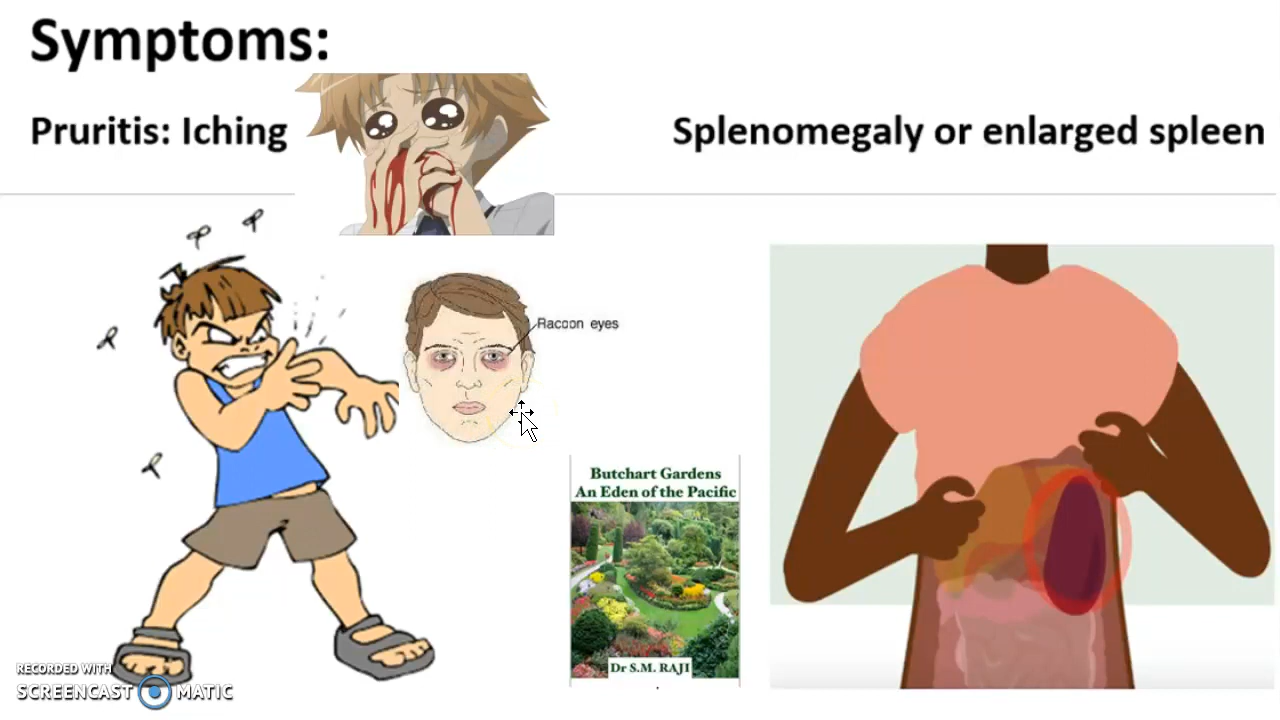 Symptoms:
Pruritis: Iching
Splenomegaly or enlarged spleen
Racoon eyes
Butchart Gardens
An Eden of the Pacific
Dr S.M. RAJI
RECORDED WITH
SCREENCAST MATIC